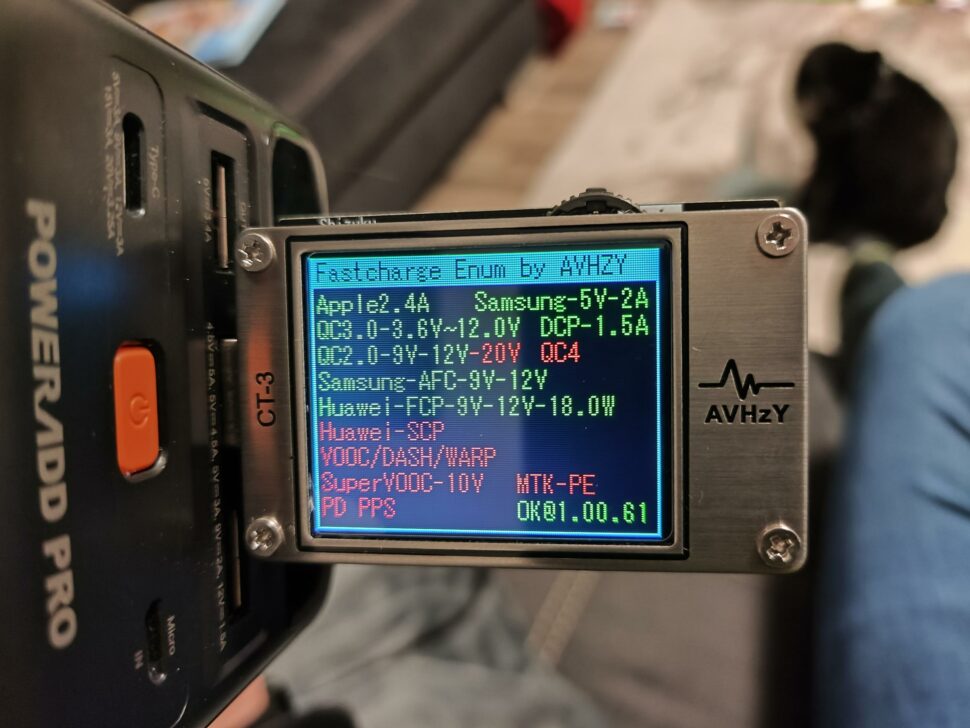 Fastcharge Enum by AVHZY
Apple2.4A Samsung-5V-2A
QC3.0-3.6V~12.0V DCP-1.5A
QC2.0-9V-12V-20V QC4
Samsung-AFC-9V-12V
Huawei-FCP-9V-12V-18.0W
Huawei-SCP
VOOC/DASH/WARP
SuperVOOC-10V MTK-PE
PD PPS OK@1.00.61
CT-3
AVHzY
Shizuku
POWERADD PRO
Type-C
Micro
IN